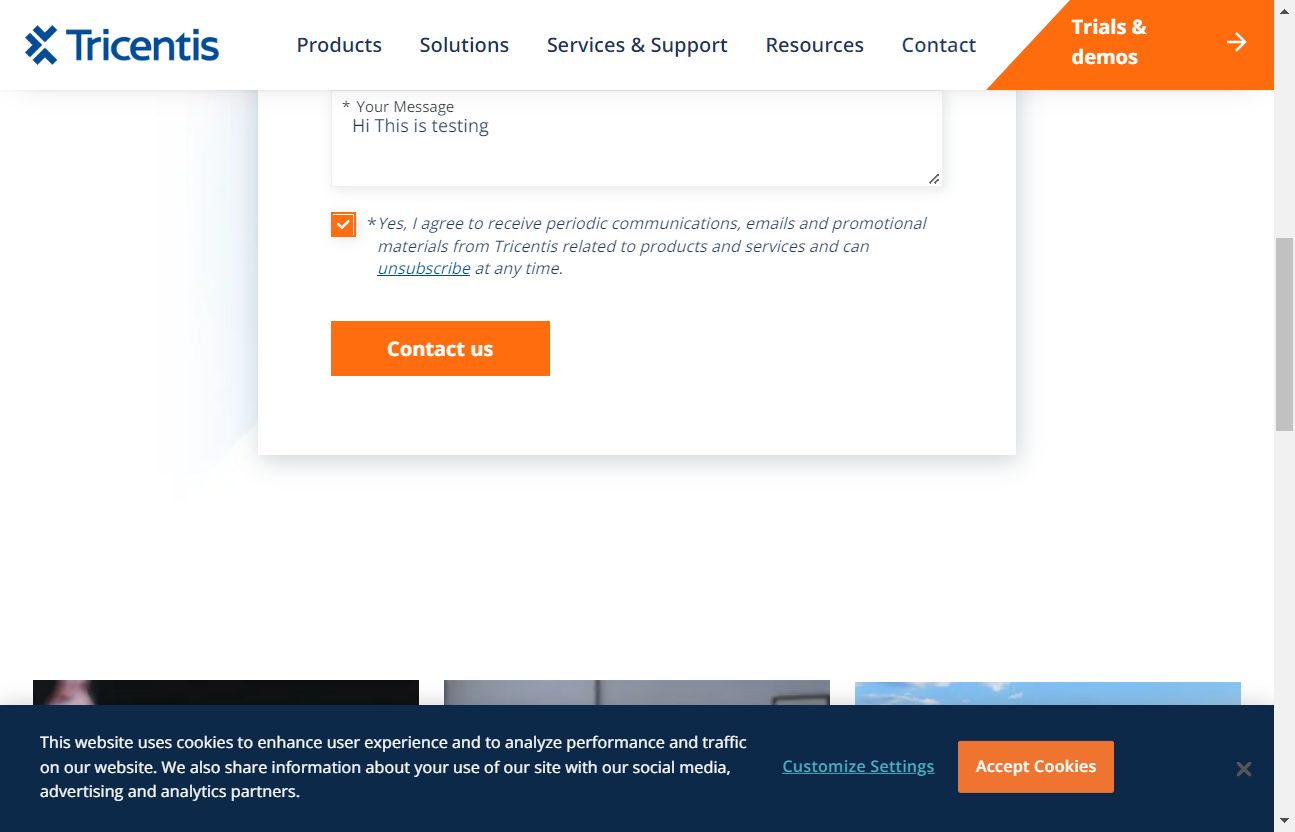 Tricentis
Products
Solutions
Services & Support
Resources
Contact
Trials &
demos
* Your Message
Hi This is testing
*Yes, I agree to receive periodic communications, emails and promotional
materials from Tricentis related to products and services and can
unsubscribe at any time.
Contact us
This website uses cookies to enhance user experience and to analyze performance and traffic
on our website. We also share information about your use of our site with our social media,
advertising and analytics partners.
Customize Settings
Accept Cookies